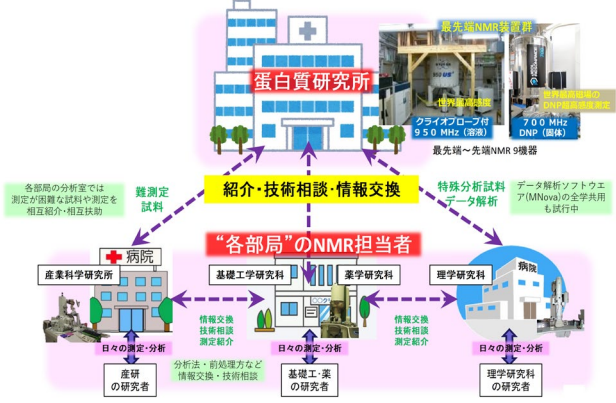 最先端NMR装置群
蛋白質研究所
世界最高感度
クライオプローブ付
950 MHz（溶液）
世界最高磁場の
DNP超高感度測定
700 MHz
DNP（固体）
最先端～先端NMR 9機器
各部局の分析室では
測定が困難な試料や測定を
相互紹介・相互扶助
難測定
試料
紹介・技術相談・情報交換
特殊分析試料
データ解析
データ解析ソフトウエ
ア(MNova)の全学共用
も試行中
“各部局”のNMR担当者
病院
産業科学研究所
基礎工学研究科
薬学研究科
理学研究科
病院
情報交換
技術相談
測定紹介
情報交換
技術相談
測定紹介
日々の測定・分析
日々の測定・分析
日々の測定・分析
産研
の研究者
分析法・前処理方など
情報交換・技術相談
基礎工・薬
の研究者
理学研究科
の研究者